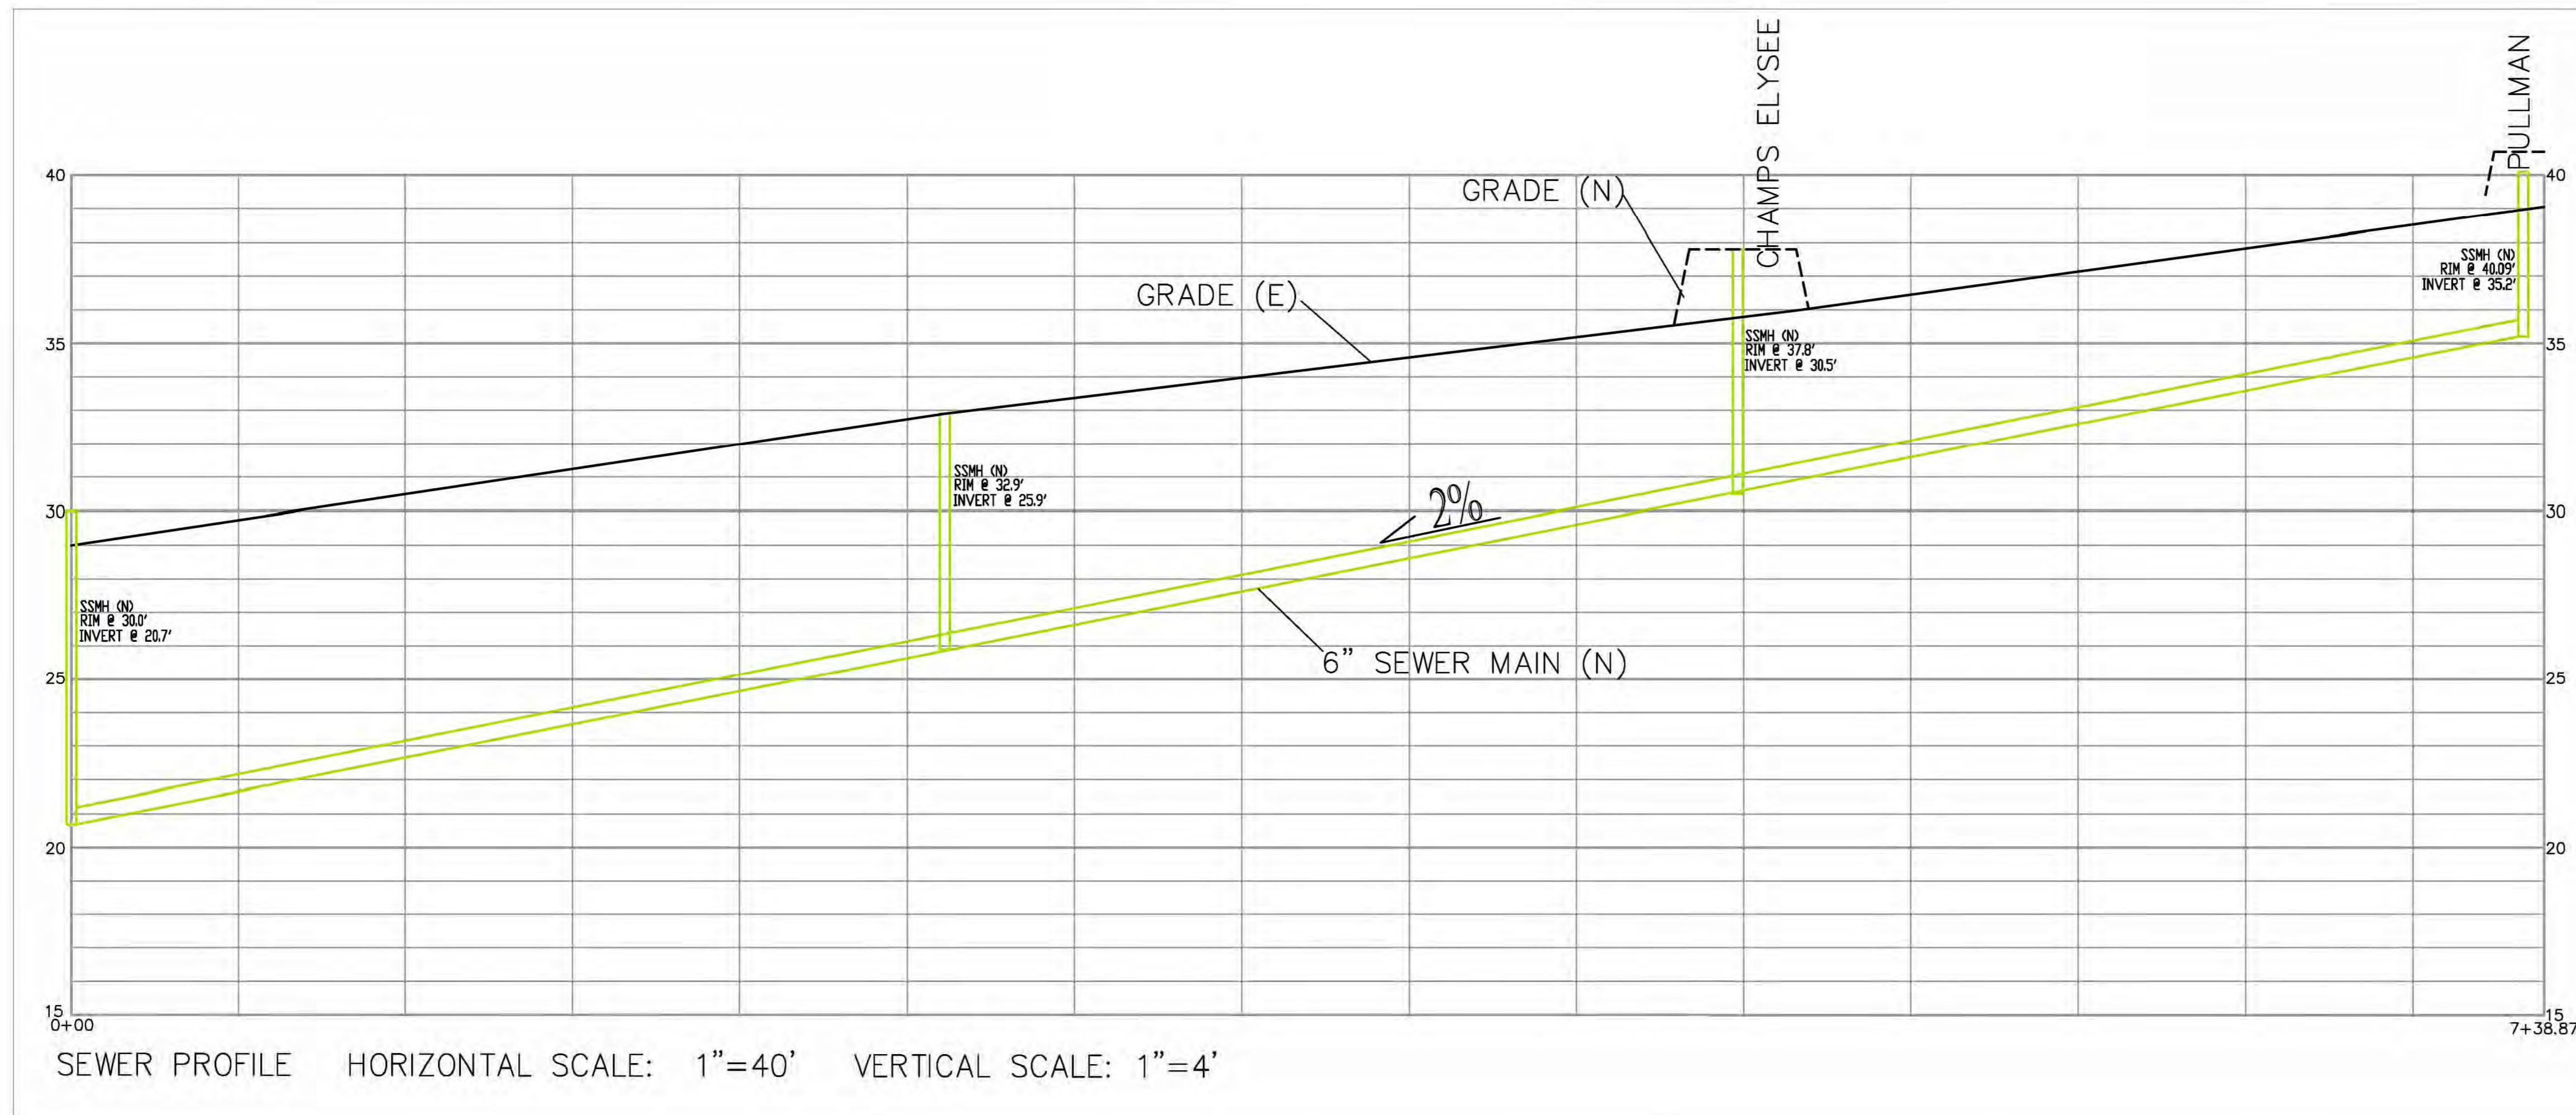 CHAMPS ELYSEE
PULLMAN
40
40
GRADE (N)
GRADE (E)
SSMH (N)
RIM @ 40.09'
INVERT @ 35.2'
35
SSMH (N)
RIM @ 37.8'
INVERT @ 30.5'
35
SSMH (N)
RIM @ 32.9'
INVERT @ 25.9'
2%
30
30
SSMH (N)
RIM @ 30.0'
INVERT @ 20.7'
6" SEWER MAIN (N)
25
25
20
20
15
15
0+00
7+38.87
SEWER PROFILE HORIZONTAL SCALE: 1"=40' VERTICAL SCALE: 1"=4'